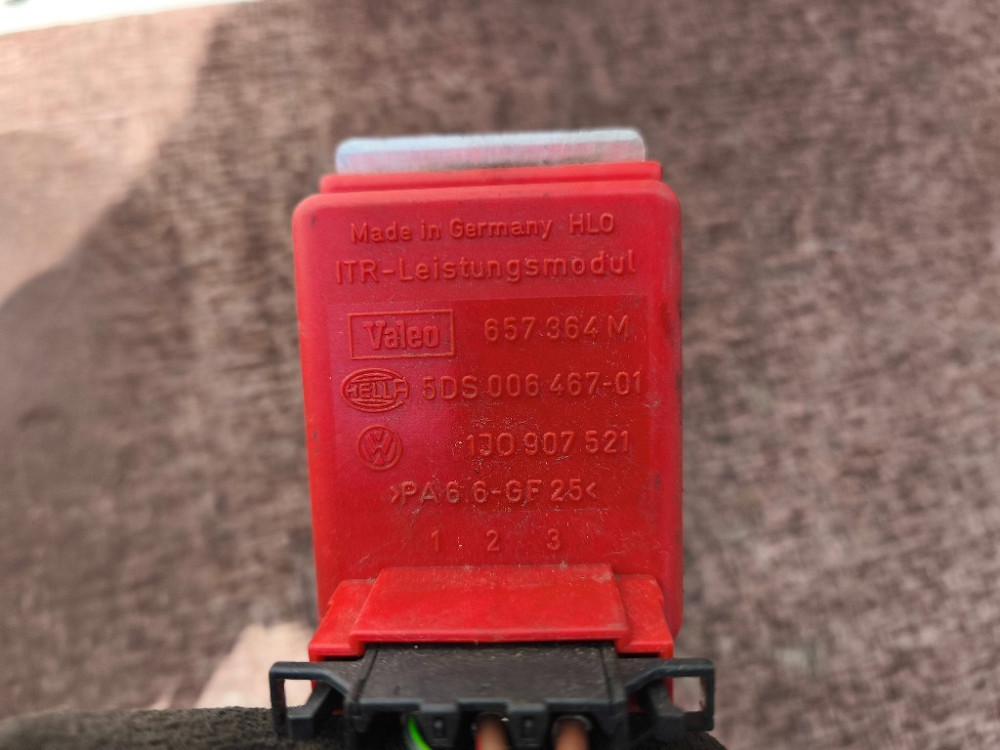 Made in Germany HLO
ITR-Leistungsmodul
Valeo 657 364 M
HELLA 5DS 006 467-01
VW 1J0 907 521
>PA 6.6-GF 25<
1 2 3